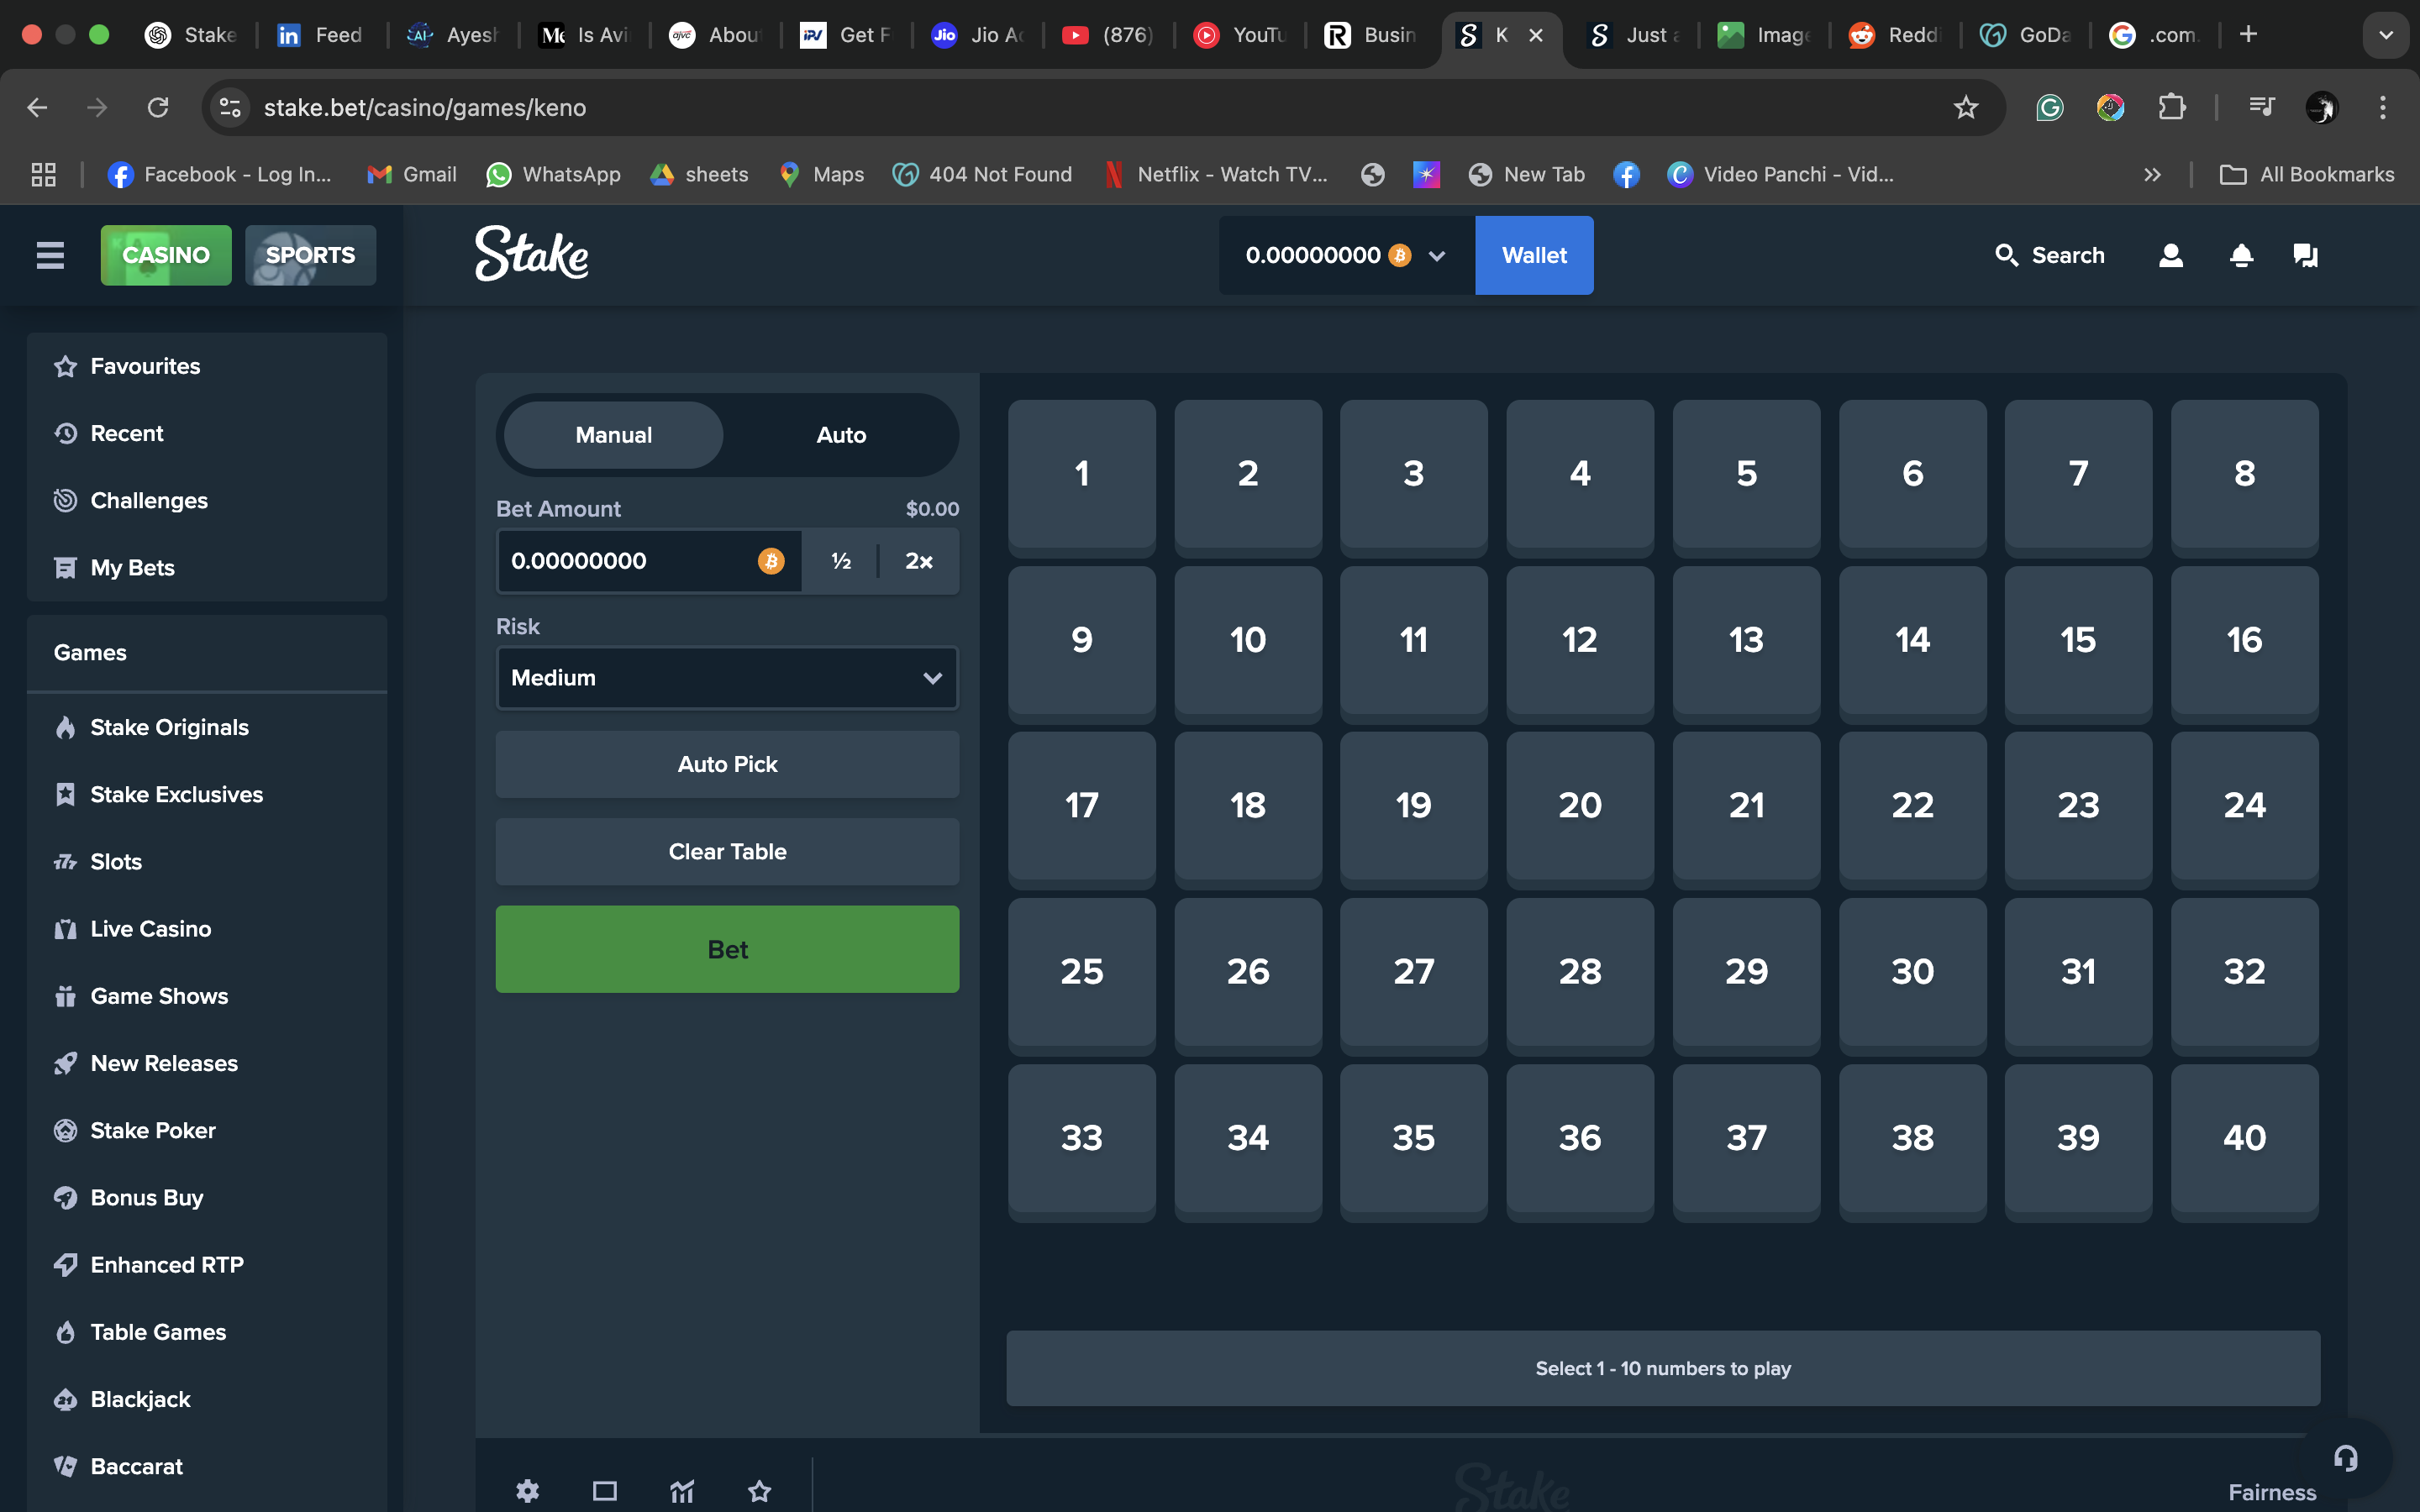 Stake
Feed
Ayesh
Is Avi
Abou
Get F
Jio Ac
(876)
YouTu
Busin
K
Just a
Image
Reddi
GoDa
.com.
stake.bet/casino/games/keno
Facebook - Log In...
Gmail
WhatsApp
sheets
Maps
404 Not Found
Netflix - Watch TV...
New Tab
Video Panchi - Vid...
All Bookmarks
CASINO
SPORTS
Stake
0.00000000
Wallet
Search
Favourites
Recent
Challenges
My Bets
Games
Stake Originals
Stake Exclusives
Slots
Live Casino
Game Shows
New Releases
Stake Poker
Bonus Buy
Enhanced RTP
Table Games
Blackjack
Baccarat
Manual Auto
Bet Amount $0.00
0.00000000 ½ 2×
Risk
Medium
Auto Pick
Clear Table
Bet
1 2 3 4 5 6 7 8
9 10 11 12 13 14 15 16
17 18 19 20 21 22 23 24
25 26 27 28 29 30 31 32
33 34 35 36 37 38 39 40
Select 1 - 10 numbers to play
Stake
Fairness